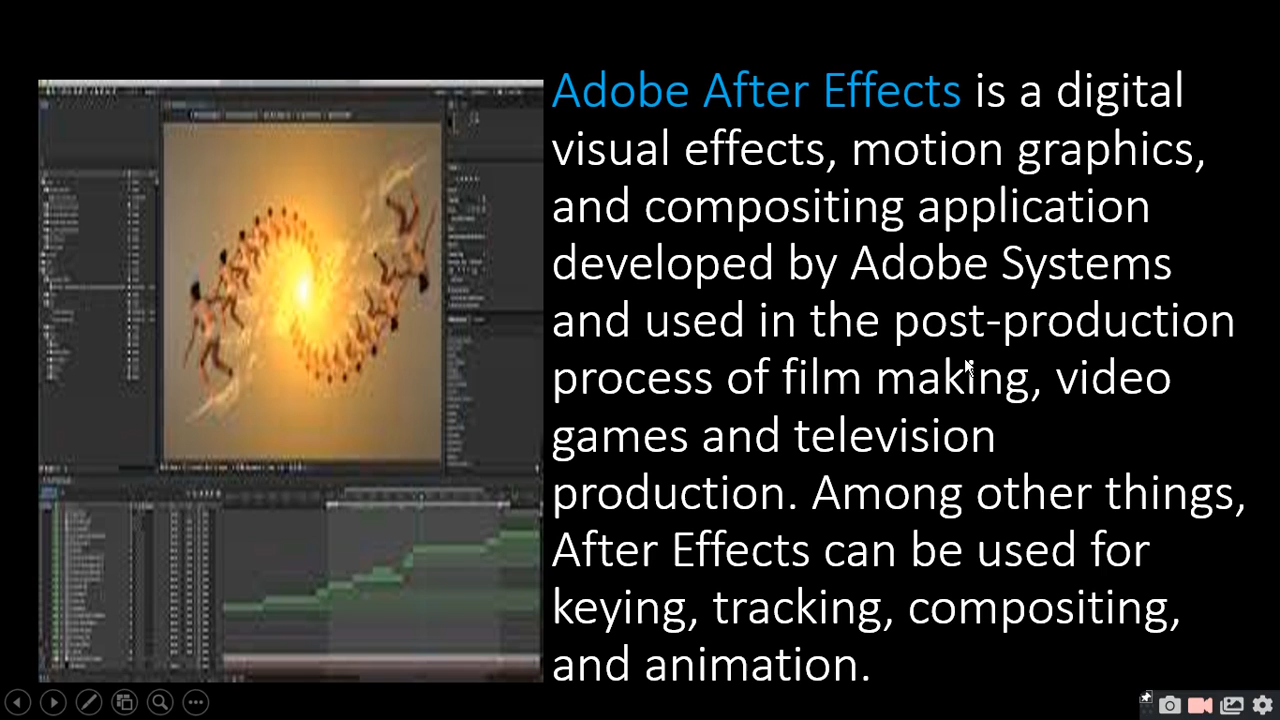 Adobe After Effects is a digital
visual effects, motion graphics,
and compositing application
developed by Adobe Systems
and used in the post-production
process of film making, video
games and television
production. Among other things,
After Effects can be used for
keying, tracking, compositing,
and animation.